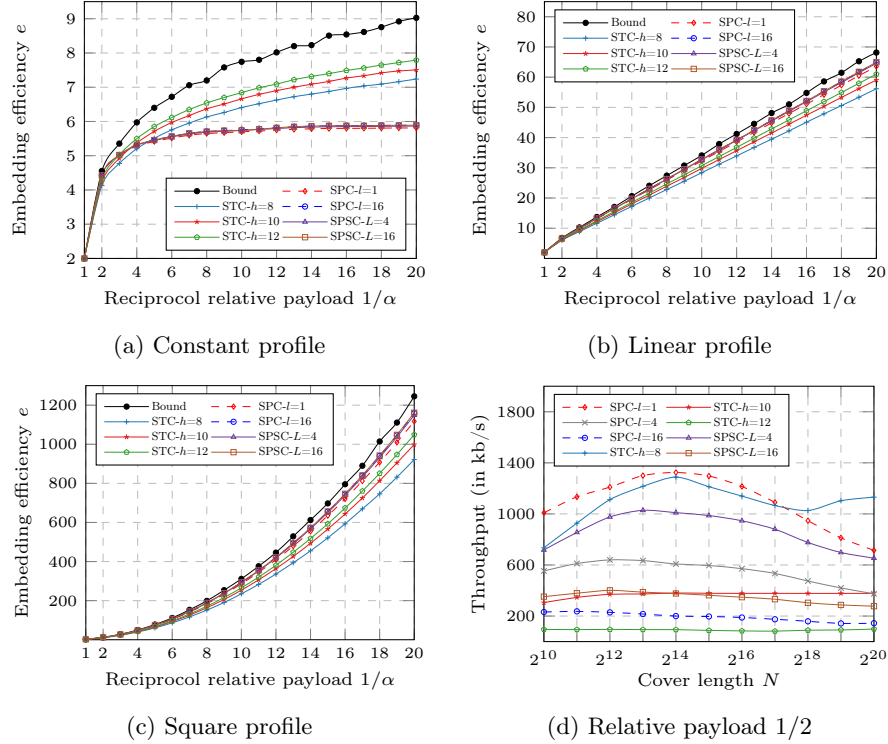 Embedding efficiency e
9
8
7
6
5
4
3
2
Bound
STC-h=8
STC-h=10
STC-h=12
SPC-l=1
SPC-l=16
SPSC-L=4
SPSC-L=16
1 2 4 6 8 10 12 14 16 18 20
Reciprocol relative payload 1/α
(a) Constant profile
Embedding efficiency e
80
70
60
50
40
30
20
10
Bound
STC-h=8
STC-h=10
STC-h=12
SPC-l=1
SPC-l=16
SPSC-L=4
SPSC-L=16
1 2 4 6 8 10 12 14 16 18 20
Reciprocol relative payload 1/α
(b) Linear profile
Embedding efficiency e
1200
1000
800
600
400
200
Bound
STC-h=8
STC-h=10
STC-h=12
SPC-l=1
SPC-l=16
SPSC-L=4
SPSC-L=16
1 2 4 6 8 10 12 14 16 18 20
Reciprocol relative payload 1/α
(c) Square profile
Throughput (in kb/s)
1800
1400
1000
600
200
SPC-l=1
SPC-l=4
SPC-l=16
STC-h=8
STC-h=10
STC-h=12
SPSC-L=4
SPSC-L=16
2^10 2^12 2^14 2^16 2^18 2^20
Cover length N
(d) Relative payload 1/2